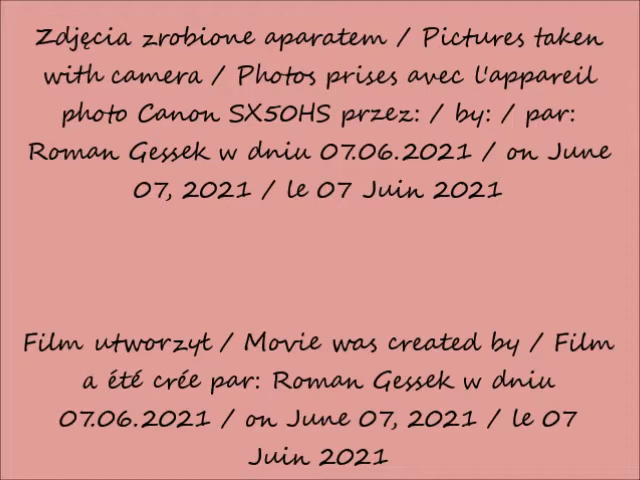 Zdjęcia zrobione aparatem / Pictures taken
with camera / Photos prises avec l'appareil
photo Canon SX50HS przez: / by: / par:
Roman Gessek w dniu 07.06.2021 / on June
07, 2021 / le 07 Juin 2021
Film utworzył / Movie was created by / Film
a été crée par: Roman Gessek w dniu
07.06.2021 / on June 07, 2021 / le 07
Juin 2021